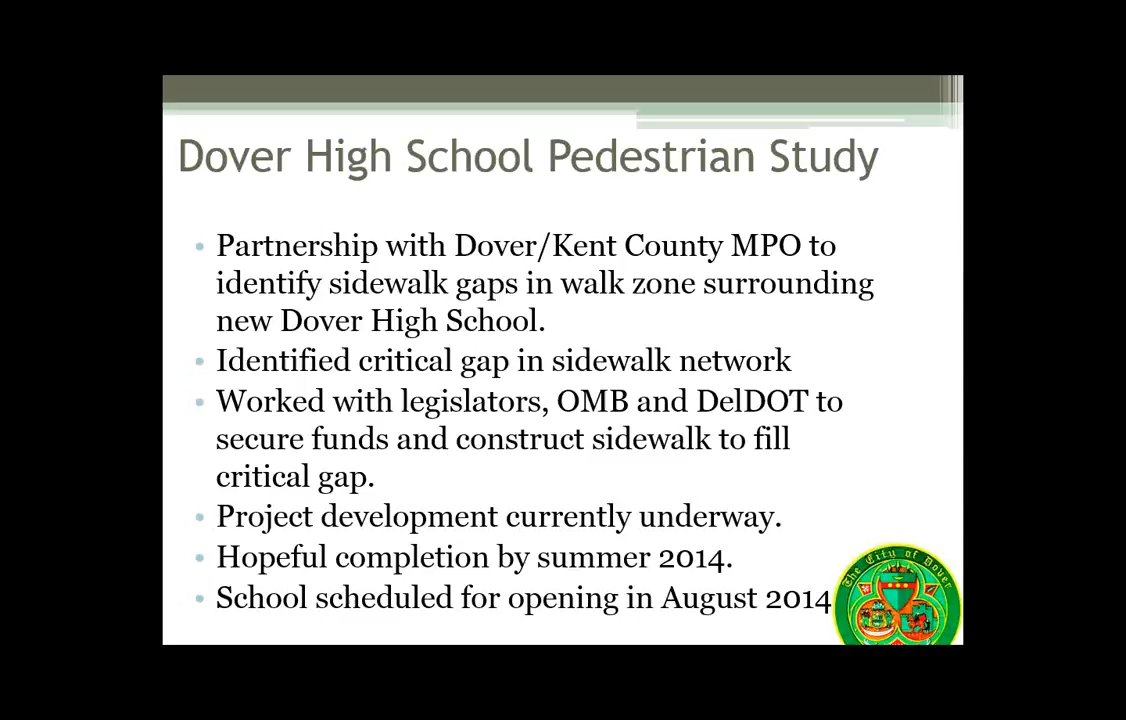 Dover High School Pedestrian Study
• Partnership with Dover/Kent County MPO to
identify sidewalk gaps in walk zone surrounding
new Dover High School.
• Identified critical gap in sidewalk network
• Worked with legislators, OMB and DelDOT to
secure funds and construct sidewalk to fill
critical gap.
• Project development currently underway.
• Hopeful completion by summer 2014.
• School scheduled for opening in August 2014
The City of Dover